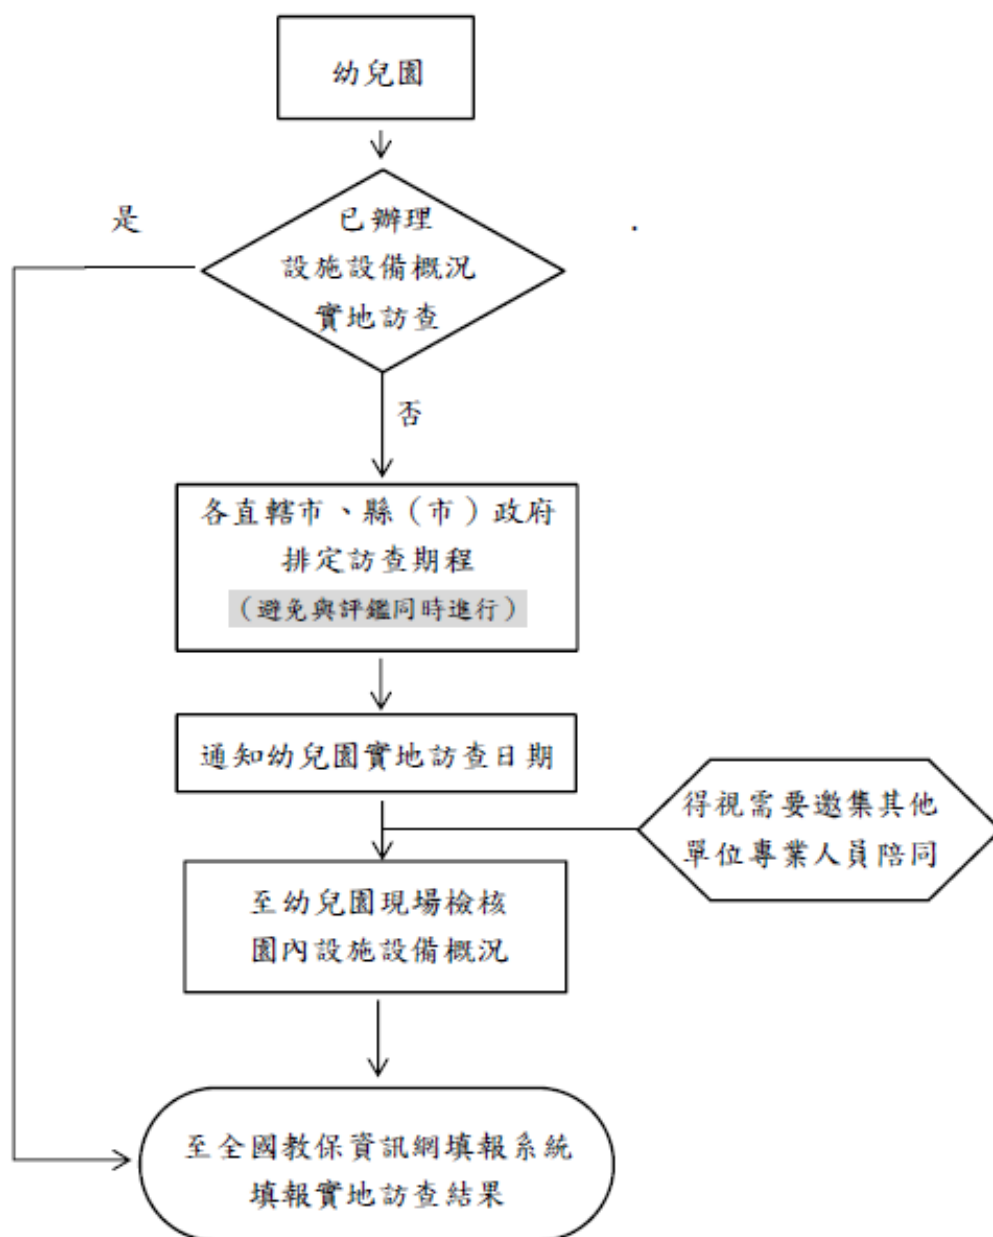 幼兒園
已辦理
設施設備概況
實地訪查
是
.
否
各直轄市、縣（市）政府
排定訪查期程
（避免與評鑑同時進行）
通知幼兒園實地訪查日期
得視需要邀集其他
單位專業人員陪同
至幼兒園現場檢核
園內設施設備概況
至全國教保資訊網填報系統
填報實地訪查結果